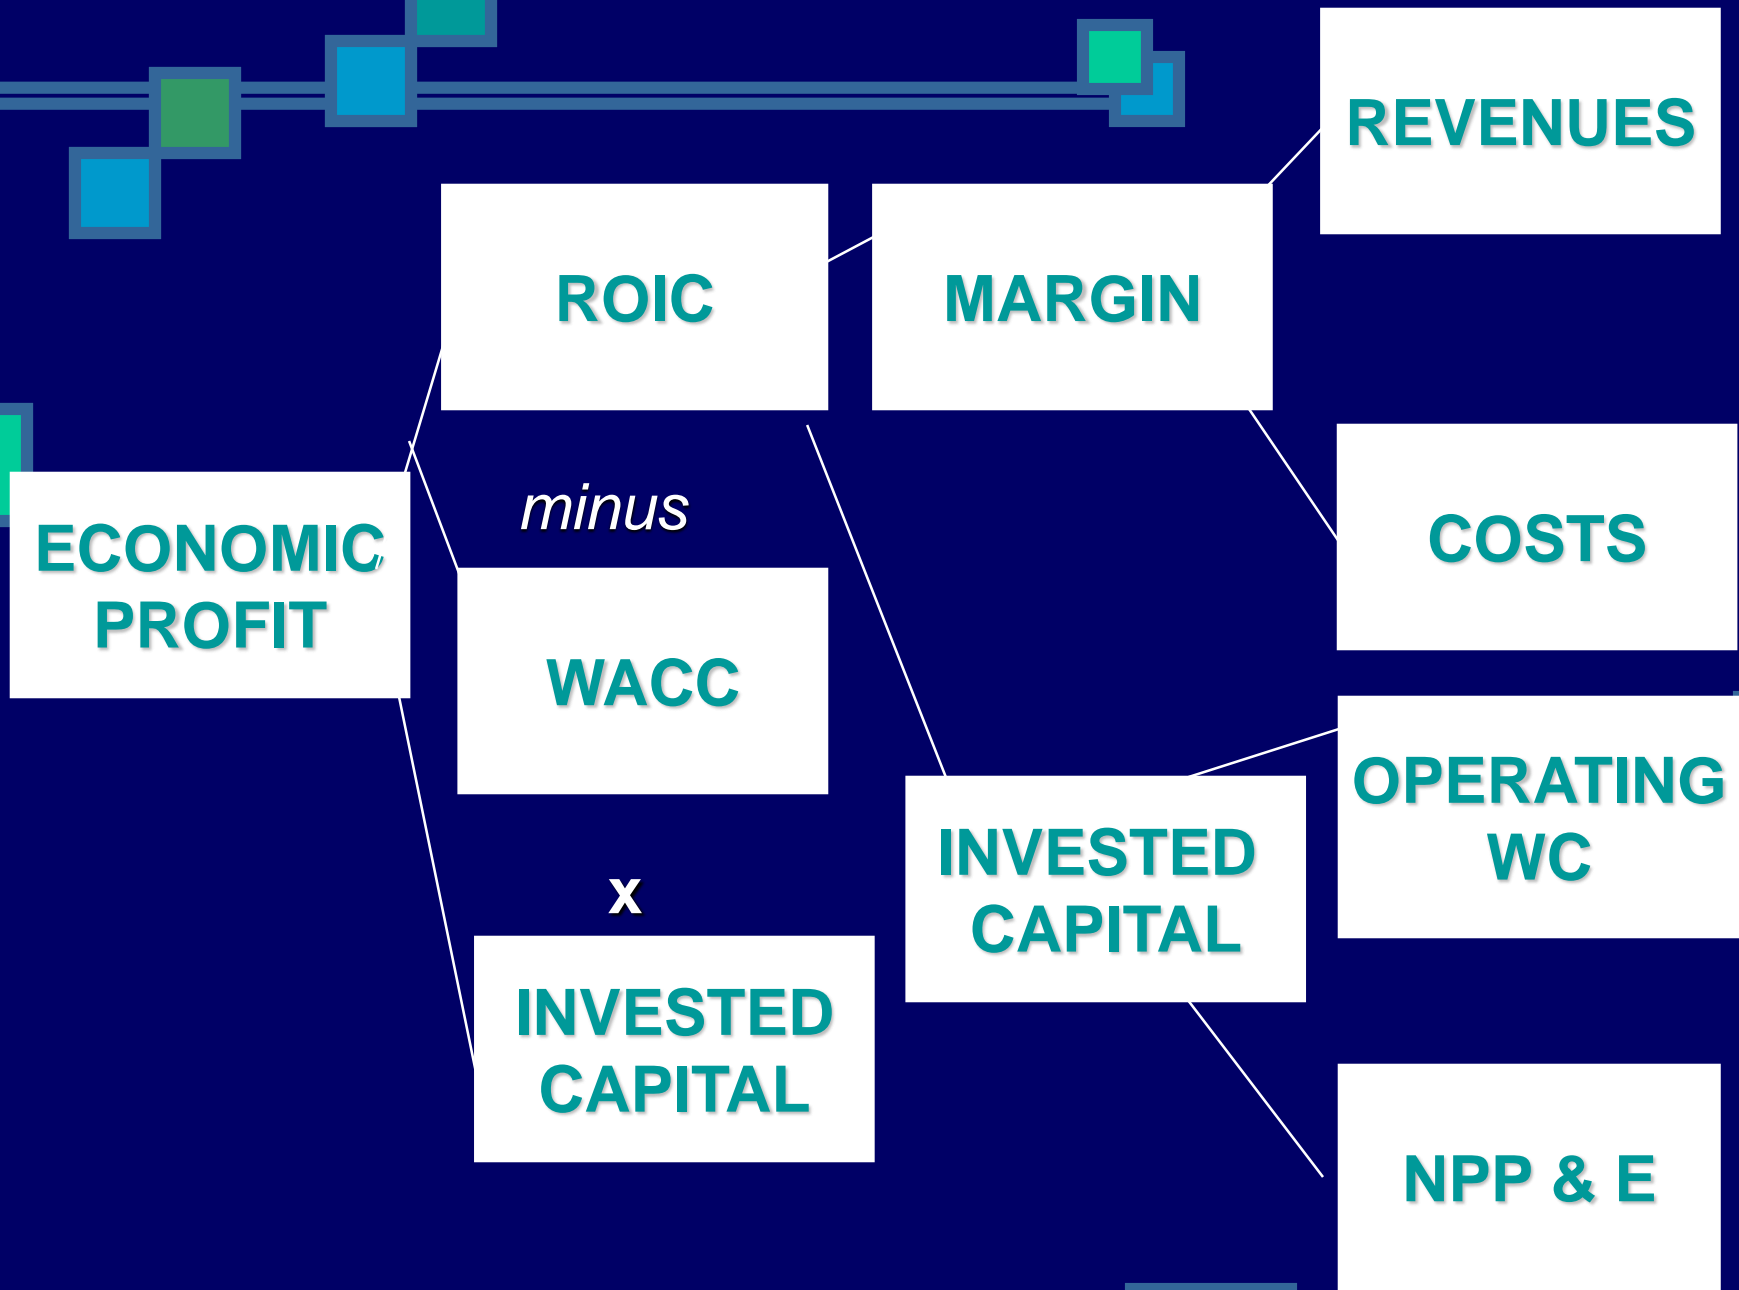 REVENUES
ROIC
MARGIN
minus
COSTS
ECONOMIC
PROFIT
WACC
OPERATING
WC
x
INVESTED
CAPITAL
INVESTED
CAPITAL
NPP & E